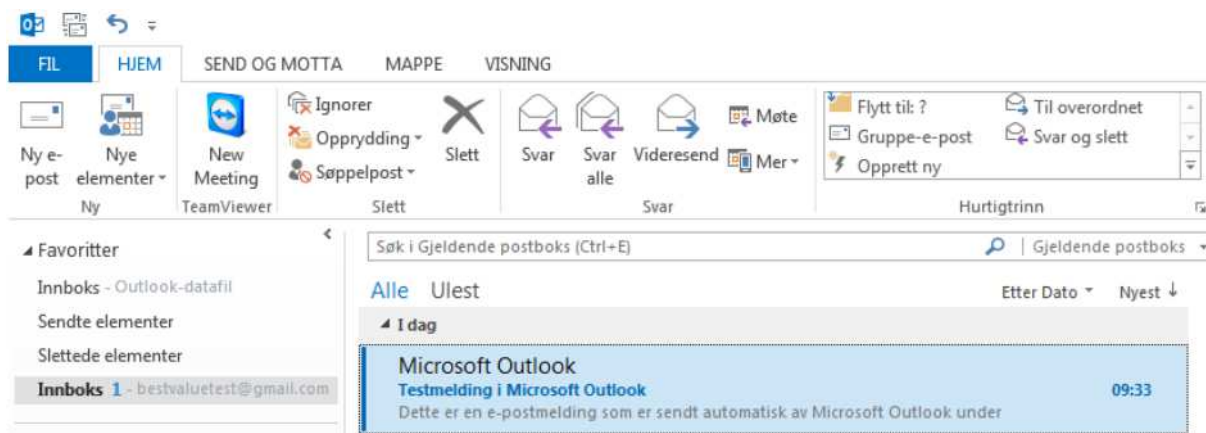 FIL HJEM SEND OG MOTTA MAPPE VISNING
Ny e-post
Nye elementer
Ny
New Meeting
TeamViewer
Ignorer
Opprydding
Søppelpost
Slett
Slett
Svar
Svar alle
Videresend
Møte
Mer
Svar
Flytt til: ?
Gruppe-e-post
Opprett ny
Til overordnet
Svar og slett
Hurtigtrinn
Favoritter
Innboks - Outlook-datafil
Sendte elementer
Slettede elementer
Innboks 1 - bestvaluetest@gmail.com
Søk i Gjeldende postboks (Ctrl+E) Gjeldende postboks
Alle Ulest Etter Dato Nyest
I dag
Microsoft Outlook
Testmelding i Microsoft Outlook 09:33
Dette er en e-postmelding som er sendt automatisk av Microsoft Outlook under